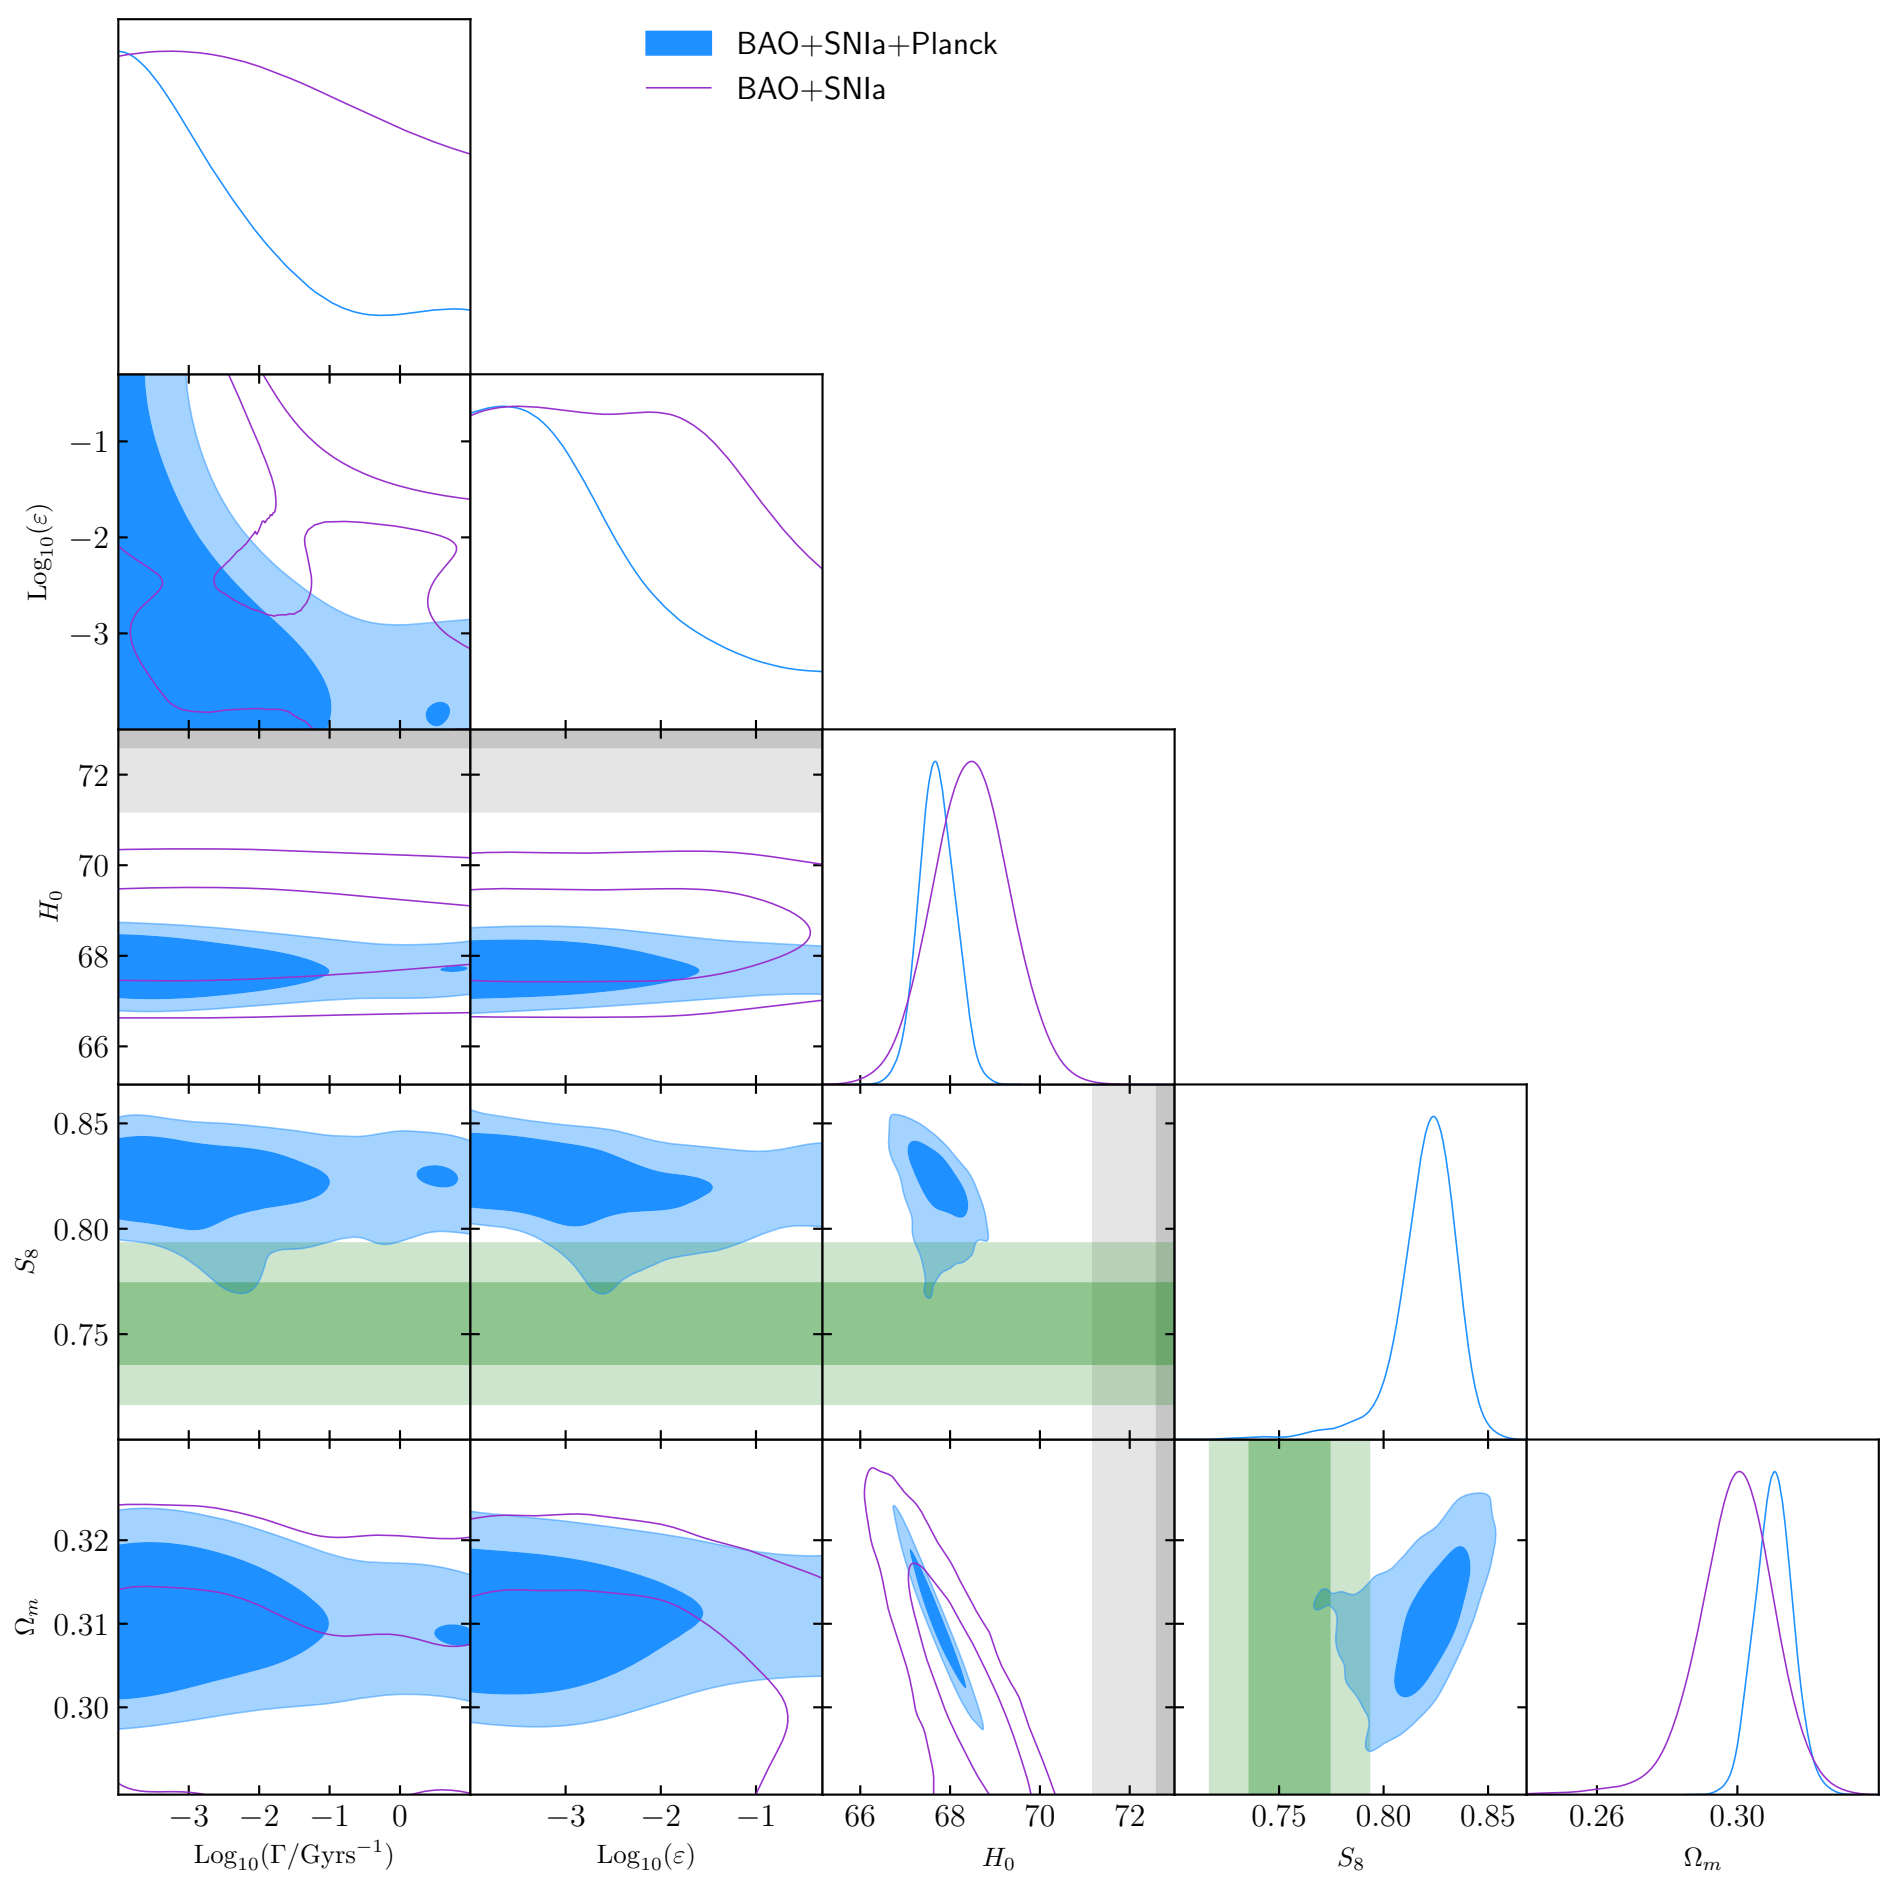 BAO+SNIa+Planck
BAO+SNIa
−1
−2
−3
Log₁₀(ε)
72
70
68
66
H₀
0.85
0.80
0.75
S₈
0.32
0.31
0.30
Ωₘ
−3 −2 −1 0
−3 −2 −1
66 68 70 72
0.75 0.80 0.85
0.26 0.30
Log₁₀(Γ/Gyrs⁻¹)
Log₁₀(ε)
H₀
S₈
Ωₘ